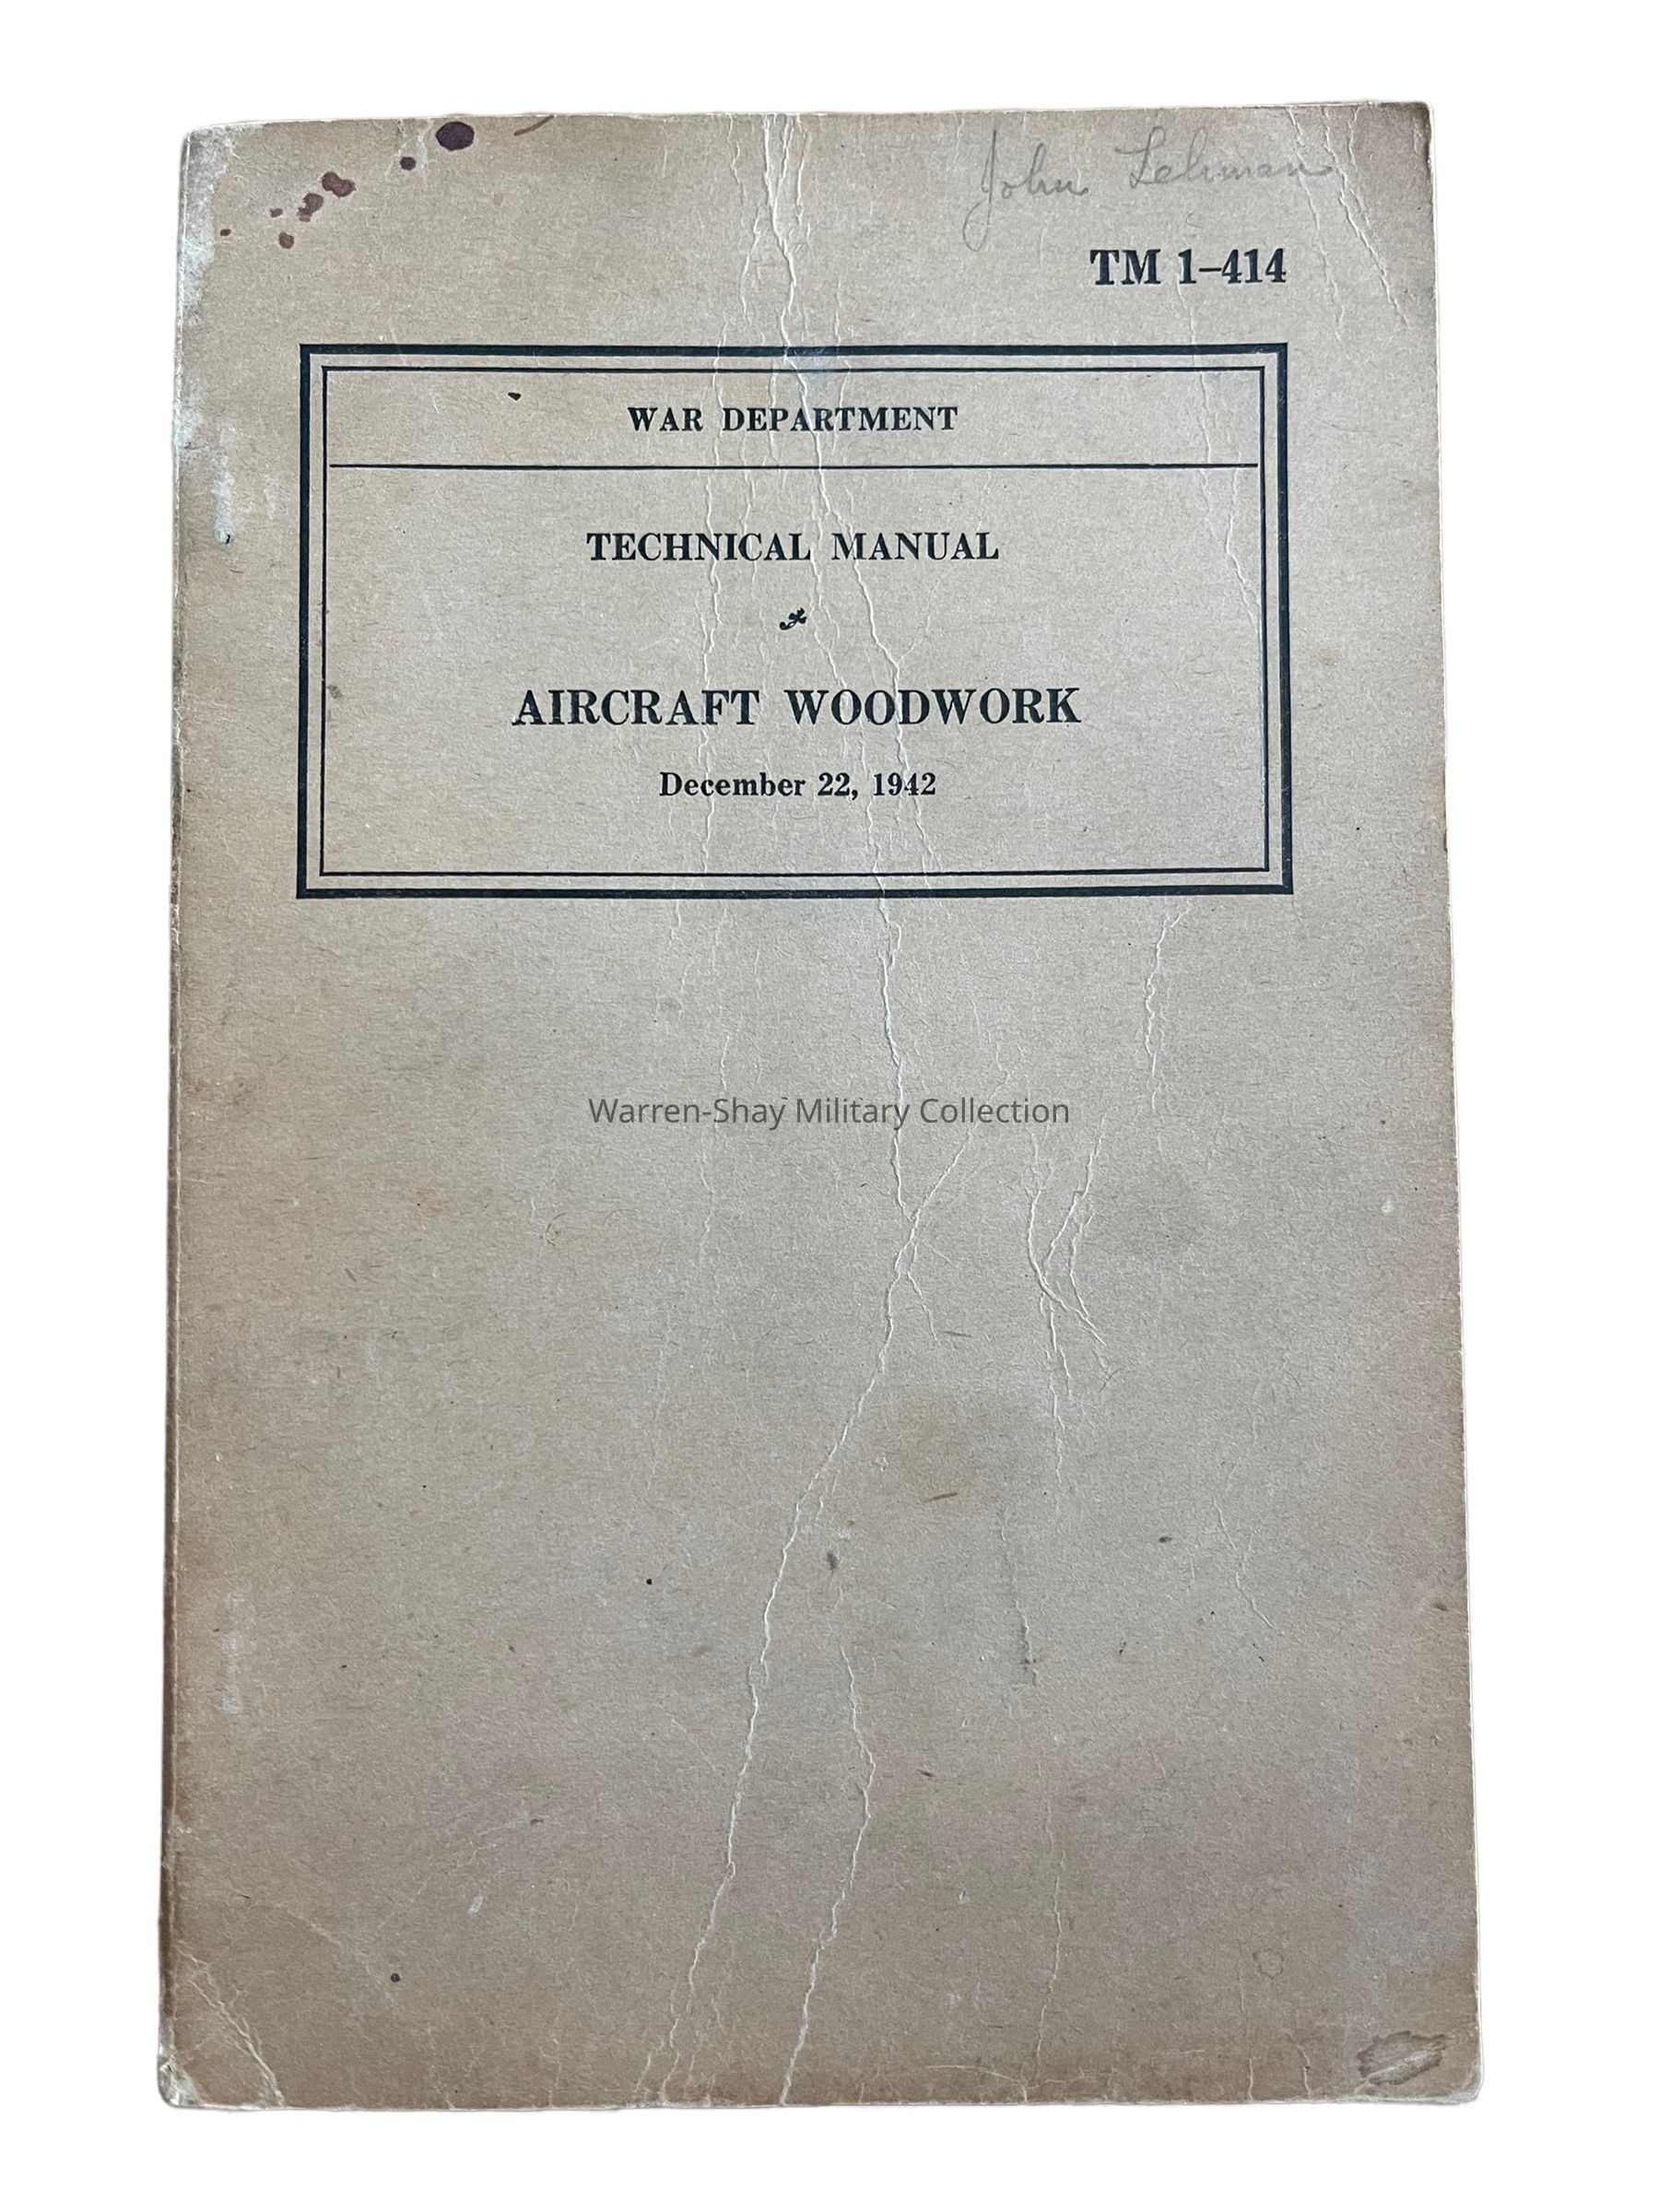 John Lehman
TM 1–414
WAR DEPARTMENT
TECHNICAL MANUAL
AIRCRAFT WOODWORK
December 22, 1942
Warren-Shay Military Collection